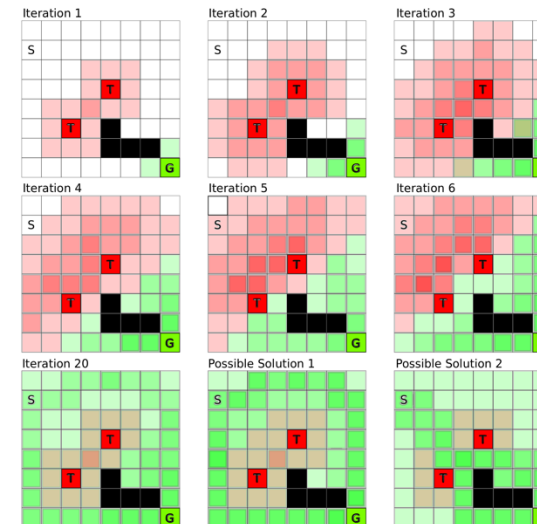 Iteration 1
Iteration 2
Iteration 3
S
S
S
T
T
T
T
T
T
G
G
G
Iteration 4
Iteration 5
Iteration 6
S
S
S
T
T
T
T
T
T
G
G
G
Iteration 20
Possible Solution 1
Possible Solution 2
S
S
S
T
T
T
T
T
T
G
G
G